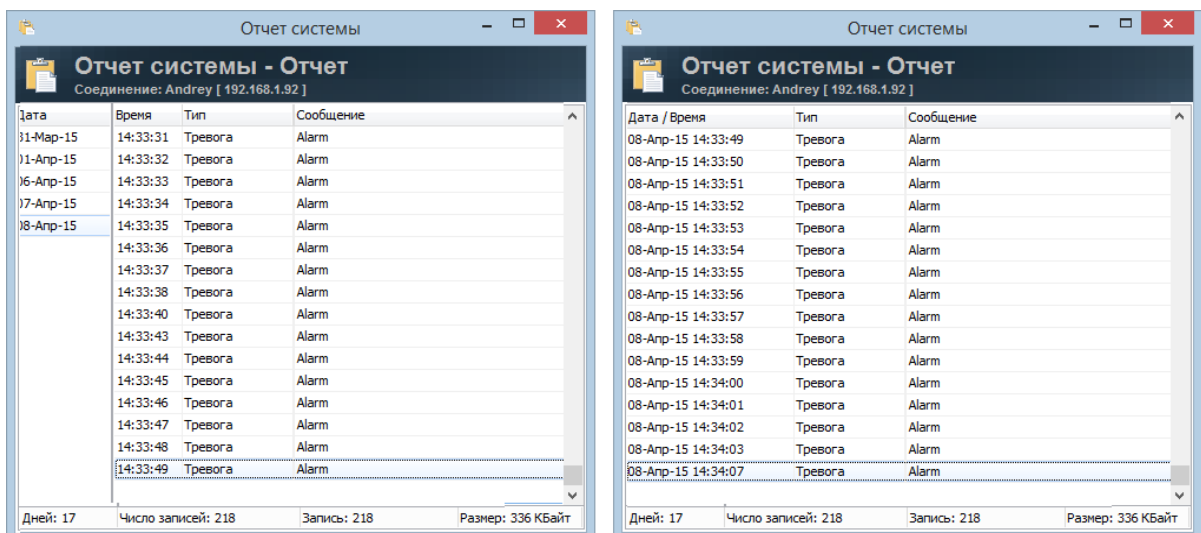 Отчет системы
Отчет системы - Отчет
Соединение: Andrey [ 192.168.1.92 ]
Дата Время Тип Сообщение
31-Мар-15 14:33:31 Тревога Alarm
01-Апр-15 14:33:32 Тревога Alarm
06-Апр-15 14:33:33 Тревога Alarm
07-Апр-15 14:33:34 Тревога Alarm
08-Апр-15 14:33:35 Тревога Alarm
14:33:36 Тревога Alarm
14:33:37 Тревога Alarm
14:33:38 Тревога Alarm
14:33:40 Тревога Alarm
14:33:43 Тревога Alarm
14:33:44 Тревога Alarm
14:33:45 Тревога Alarm
14:33:46 Тревога Alarm
14:33:47 Тревога Alarm
14:33:48 Тревога Alarm
14:33:49 Тревога Alarm
Дней: 17 Число записей: 218 Запись: 218 Размер: 336 КБайт
Отчет системы
Отчет системы - Отчет
Соединение: Andrey [ 192.168.1.92 ]
Дата / Время Тип Сообщение
08-Апр-15 14:33:49 Тревога Alarm
08-Апр-15 14:33:50 Тревога Alarm
08-Апр-15 14:33:51 Тревога Alarm
08-Апр-15 14:33:52 Тревога Alarm
08-Апр-15 14:33:53 Тревога Alarm
08-Апр-15 14:33:54 Тревога Alarm
08-Апр-15 14:33:55 Тревога Alarm
08-Апр-15 14:33:56 Тревога Alarm
08-Апр-15 14:33:57 Тревога Alarm
08-Апр-15 14:33:58 Тревога Alarm
08-Апр-15 14:33:59 Тревога Alarm
08-Апр-15 14:34:00 Тревога Alarm
08-Апр-15 14:34:01 Тревога Alarm
08-Апр-15 14:34:02 Тревога Alarm
08-Апр-15 14:34:03 Тревога Alarm
08-Апр-15 14:34:07 Тревога Alarm
Дней: 17 Число записей: 218 Запись: 218 Размер: 336 КБайт